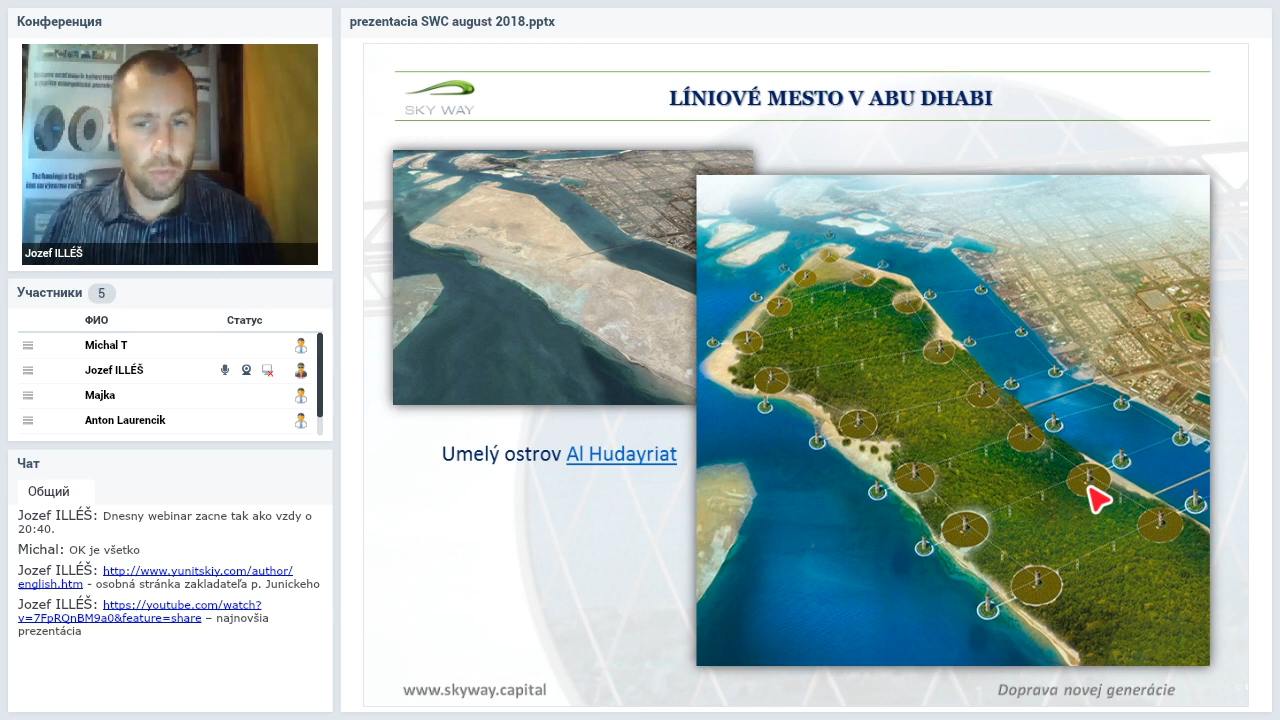 Конференция
Jozef ILLÉŠ
Участники 5
ФИО Статус
Michal T
Jozef ILLÉŠ
Majka
Anton Laurencik
Чат
Общий
Jozef ILLÉŠ: Dnesny webinar zacne tak ako vzdy o
20:40.
Michal: OK je všetko
Jozef ILLÉŠ: http://www.yunitskiy.com/author/
english.htm - osobná stránka zakladateľa p. Junickeho
Jozef ILLÉŠ: https://youtube.com/watch?
v=7FpRQnBM9a0&feature=share – najnovšia
prezentácia
prezentacia SWC august 2018.pptx
SKY WAY
LÍNIOVÉ MESTO V ABU DHABI
Umelý ostrov Al Hudayriat
www.skyway.capital
Doprava novej generácie